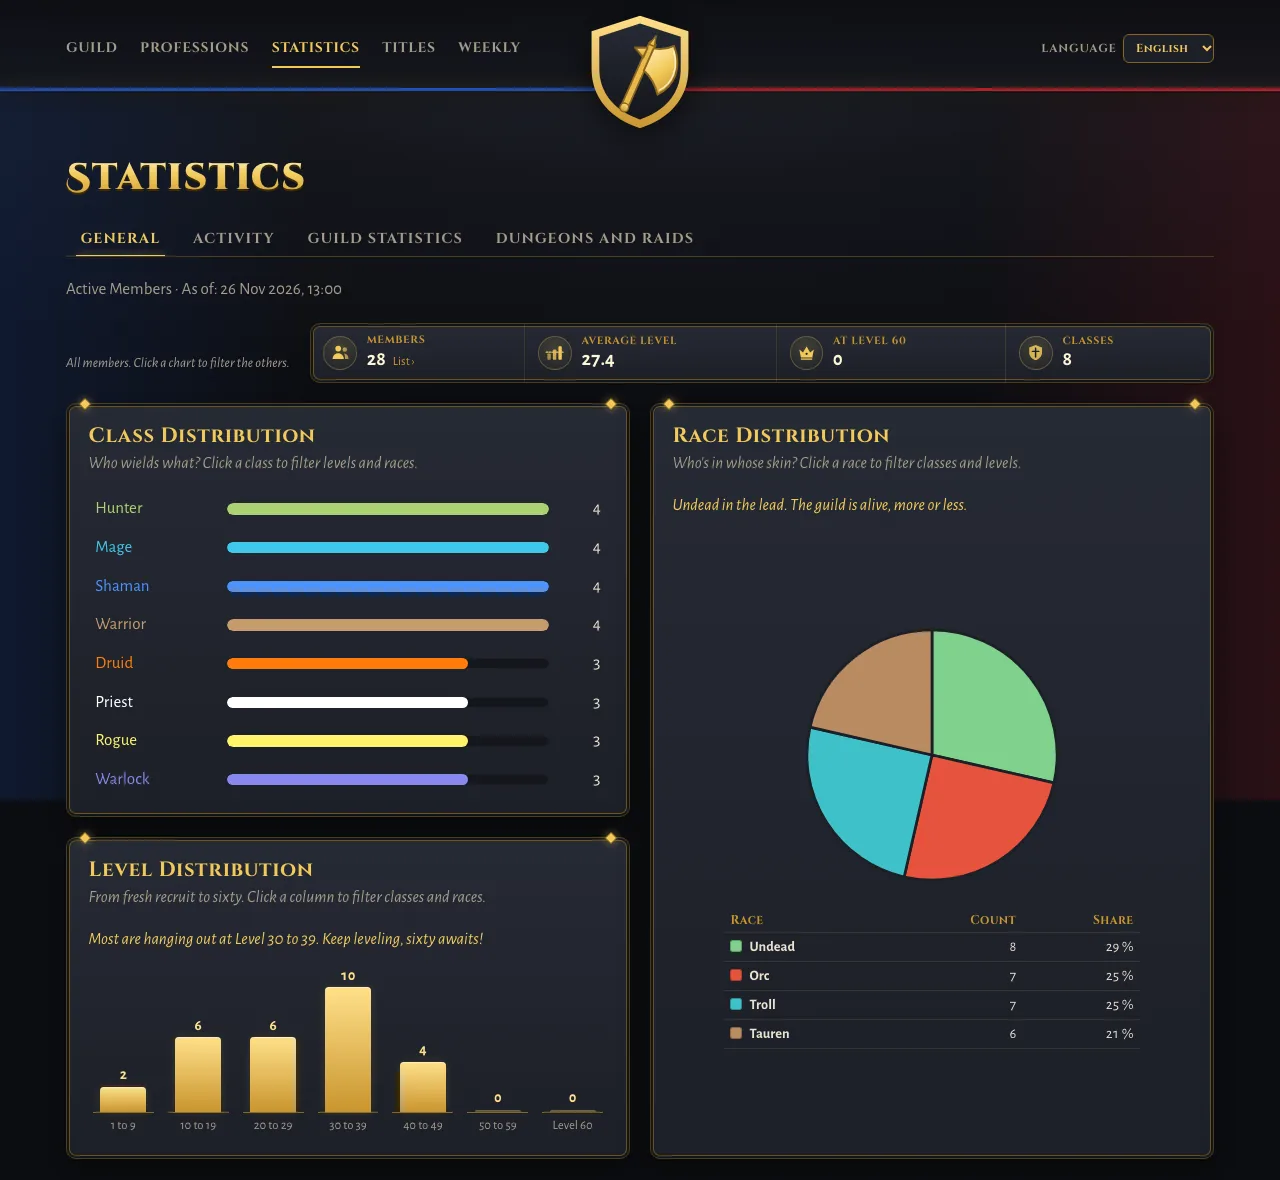 GUILD PROFESSIONS STATISTICS TITLES WEEKLY
LANGUAGE English
Statistics
GENERAL ACTIVITY GUILD STATISTICS DUNGEONS AND RAIDS
Active Members · As of: 26 Nov 2026, 13:00
All members. Click a chart to filter the others.
MEMBERS
28 List ›
AVERAGE LEVEL
27.4
AT LEVEL 60
0
CLASSES
8
Class Distribution
Who wields what? Click a class to filter levels and races.
Hunter 4
Mage 4
Shaman 4
Warrior 4
Druid 3
Priest 3
Rogue 3
Warlock 3
Level Distribution
From fresh recruit to sixty. Click a column to filter classes and races.
Most are hanging out at Level 30 to 39. Keep leveling, sixty awaits!
2 6 6 10 4 0 0
1 to 9 10 to 19 20 to 29 30 to 39 40 to 49 50 to 59 Level 60
Race Distribution
Who's in whose skin? Click a race to filter classes and levels.
Undead in the lead. The guild is alive, more or less.
Race Count Share
Undead 8 29 %
Orc 7 25 %
Troll 7 25 %
Tauren 6 21 %